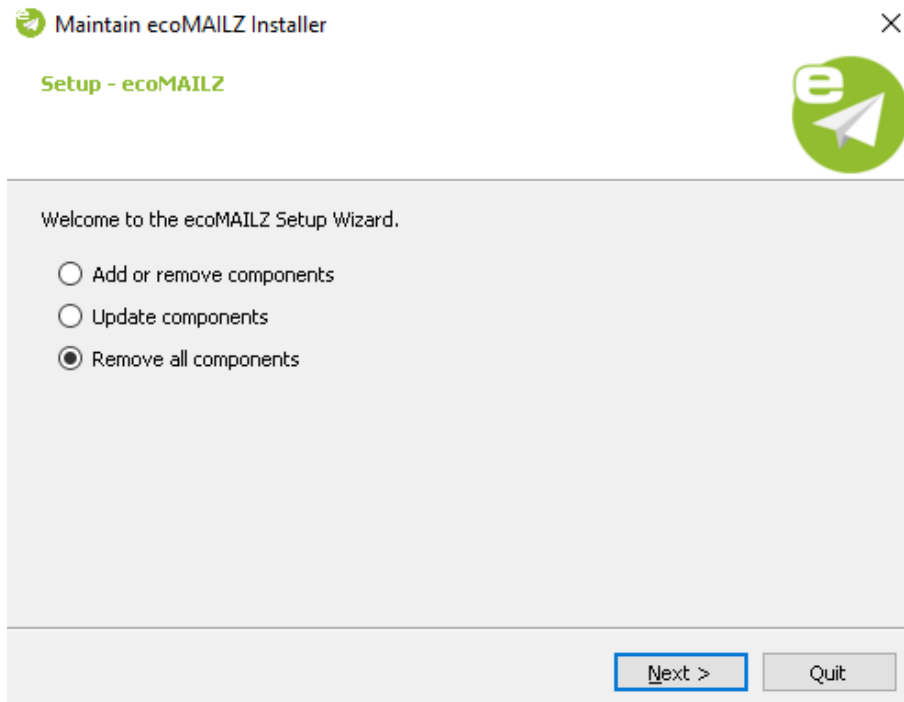 Maintain ecoMAILZ Installer
Setup - ecoMAILZ
e
Welcome to the ecoMAILZ Setup Wizard.
Add or remove components
Update components
Remove all components
Next >
Quit